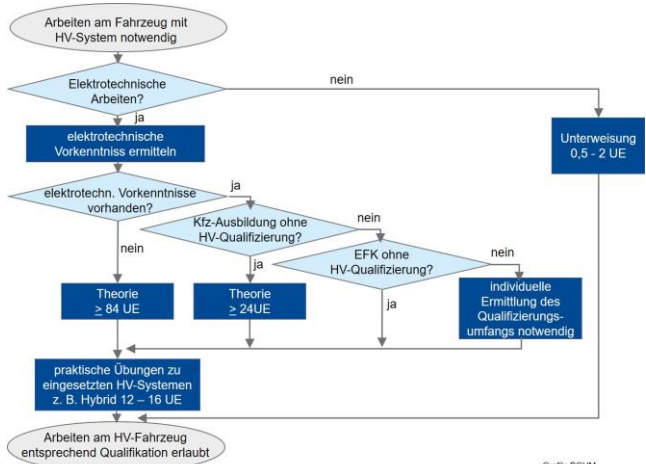 Arbeiten am Fahrzeug mit
HV-System notwendig
nein
Elektrotechnische
Arbeiten?
ja
elektrotechnische
Vorkenntniss ermitteln
Unterweisung
0,5 - 2 UE
elektrotechn. Vorkenntnisse
vorhanden?
ja
Kfz-Ausbildung ohne
HV-Qualifizierung?
nein
nein
EFK ohne
HV-Qualifizierung?
nein
ja
ja
Theorie
≥ 84 UE
Theorie
≥ 24UE
individuelle
Ermittlung des
Qualifizierungs-
umfangs notwendig
praktische Übungen zu
eingesetzten HV-Systemen
z. B. Hybrid 12 – 16 UE
Arbeiten am HV-Fahrzeug
entsprechend Qualifikation erlaubt